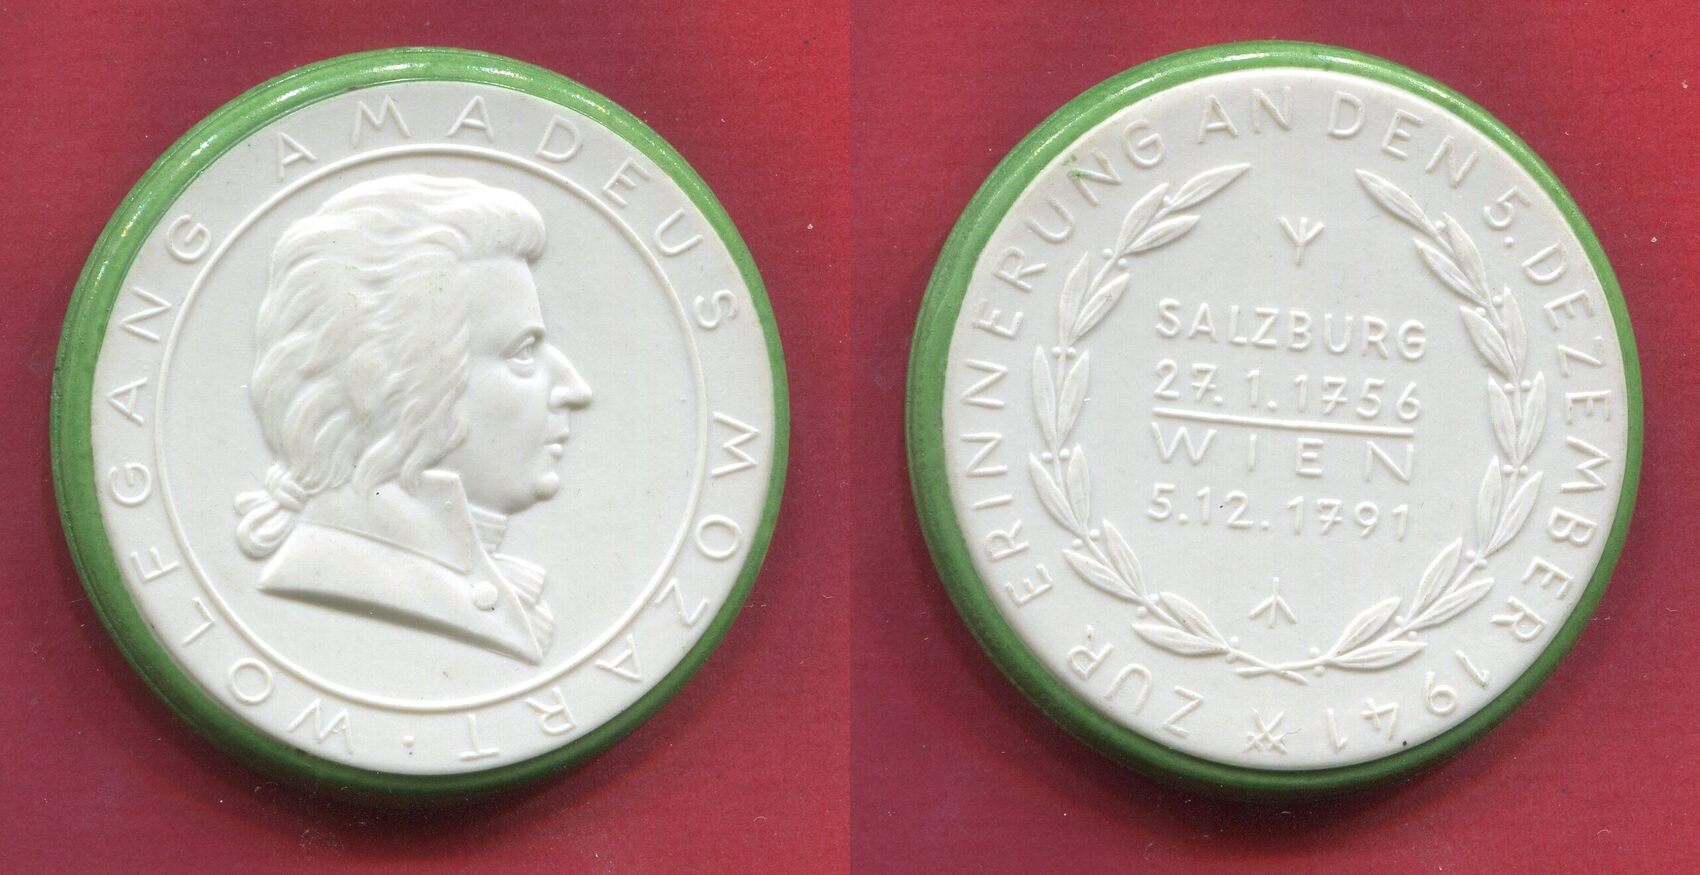 WOLFGANG AMADEUS MOZART ·
ZUR ERINNERUNG AN DEN 5. DEZEMBER 1941
SALZBURG
27.1.1756
WIEN
5.12.1791